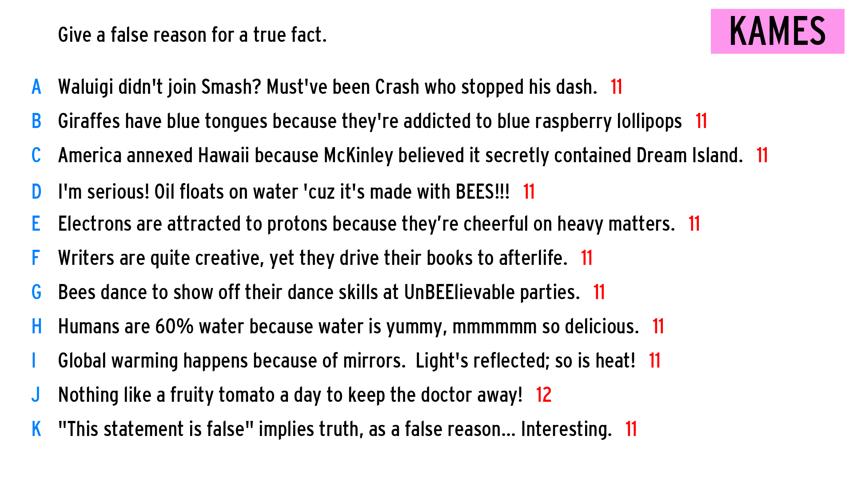 Give a false reason for a true fact.
KAMES
A Waluigi didn't join Smash? Must've been Crash who stopped his dash. 11
B Giraffes have blue tongues because they're addicted to blue raspberry lollipops 11
C America annexed Hawaii because McKinley believed it secretly contained Dream Island. 11
D I'm serious! Oil floats on water 'cuz it's made with BEES!!! 11
E Electrons are attracted to protons because they’re cheerful on heavy matters. 11
F Writers are quite creative, yet they drive their books to afterlife. 11
G Bees dance to show off their dance skills at UnBEElievable parties. 11
H Humans are 60% water because water is yummy, mmmmmm so delicious. 11
I Global warming happens because of mirrors. Light's reflected; so is heat! 11
J Nothing like a fruity tomato a day to keep the doctor away! 12
K "This statement is false" implies truth, as a false reason... Interesting. 11